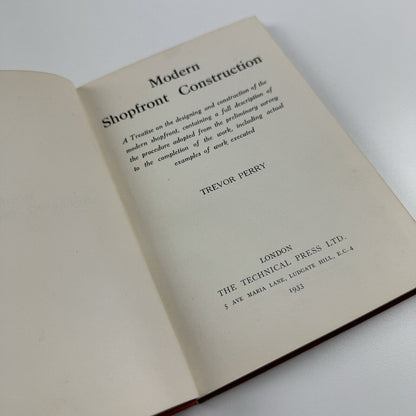 Modern
Shopfront Construction
A Treatise on the designing and construction of the
modern shopfront, containing a full description of
the procedure adopted from the preliminary survey
to the completion of the work, including actual
examples of work executed
TREVOR PERRY
LONDON
THE TECHNICAL PRESS LTD.
5 AVE MARIA LANE, LUDGATE HILL, E.C.4
1933